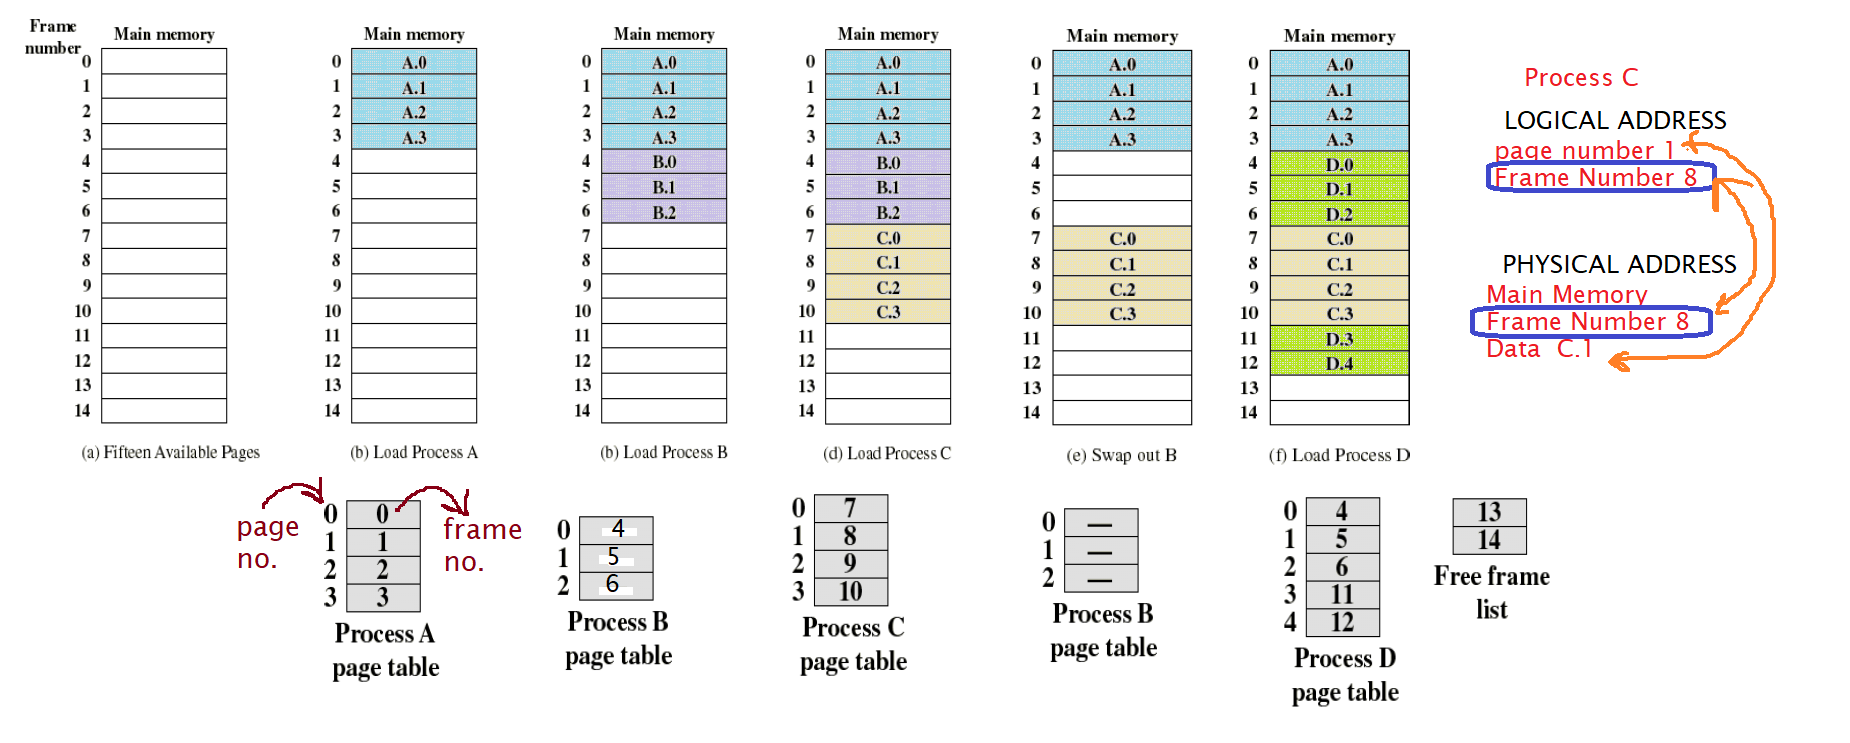 Frame
number
Main memory
0
1
2
3
4
5
6
7
8
9
10
11
12
13
14
(a) Fifteen Available Pages
Main memory
0 A.0
1 A.1
2 A.2
3 A.3
4
5
6
7
8
9
10
11
12
13
14
(b) Load Process A
Main memory
0 A.0
1 A.1
2 A.2
3 A.3
4 B.0
5 B.1
6 B.2
7
8
9
10
11
12
13
14
(b) Load Process B
Main memory
0 A.0
1 A.1
2 A.2
3 A.3
4 B.0
5 B.1
6 B.2
7 C.0
8 C.1
9 C.2
10 C.3
11
12
13
14
(d) Load Process C
Main memory
0 A.0
1 A.1
2 A.2
3 A.3
4
5
6
7 C.0
8 C.1
9 C.2
10 C.3
11
12
13
14
(e) Swap out B
Main memory
0 A.0
1 A.1
2 A.2
3 A.3
4 D.0
5 D.1
6 D.2
7 C.0
8 C.1
9 C.2
10 C.3
11 D.3
12 D.4
13
14
(f) Load Process D
Process C
LOGICAL ADDRESS
page number 1
Frame Number 8
PHYSICAL ADDRESS
Main Memory
Frame Number 8
Data C.1
page
no.
0 0
1 1
2 2
3 3
frame
no.
Process A
page table
0 4
1 5
2 6
Process B
page table
0 7
1 8
2 9
3 10
Process C
page table
0 —
1 —
2 —
Process B
page table
0 4
1 5
2 6
3 11
4 12
Process D
page table
13
14
Free frame
list